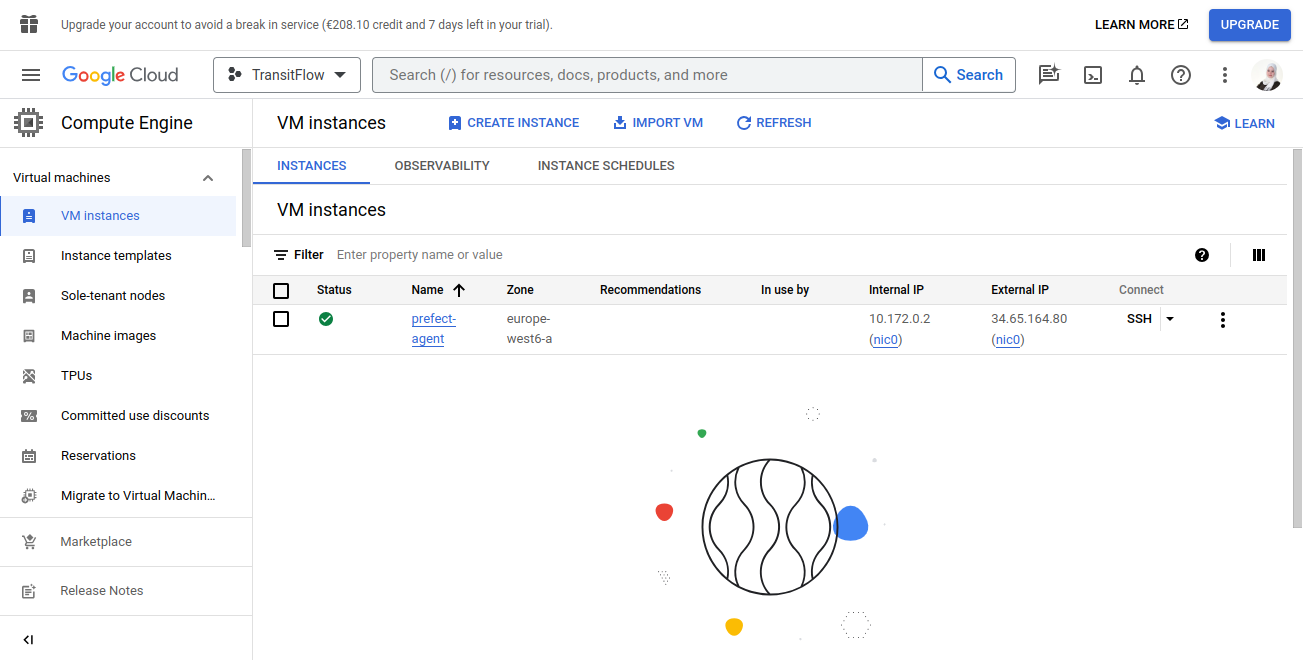 Upgrade your account to avoid a break in service (€208.10 credit and 7 days left in your trial).
LEARN MORE
UPGRADE
Google Cloud
TransitFlow
Search (/) for resources, docs, products, and more
Search
Compute Engine
VM instances
CREATE INSTANCE
IMPORT VM
REFRESH
LEARN
Virtual machines
VM instances
Instance templates
Sole-tenant nodes
Machine images
TPUs
Committed use discounts
Reservations
Migrate to Virtual Machin...
Marketplace
Release Notes
INSTANCES
OBSERVABILITY
INSTANCE SCHEDULES
VM instances
Filter
Enter property name or value
Status
Name
Zone
Recommendations
In use by
Internal IP
External IP
Connect
prefect-
agent
europe-
west6-a
10.172.0.2
(nic0)
34.65.164.80
(nic0)
SSH